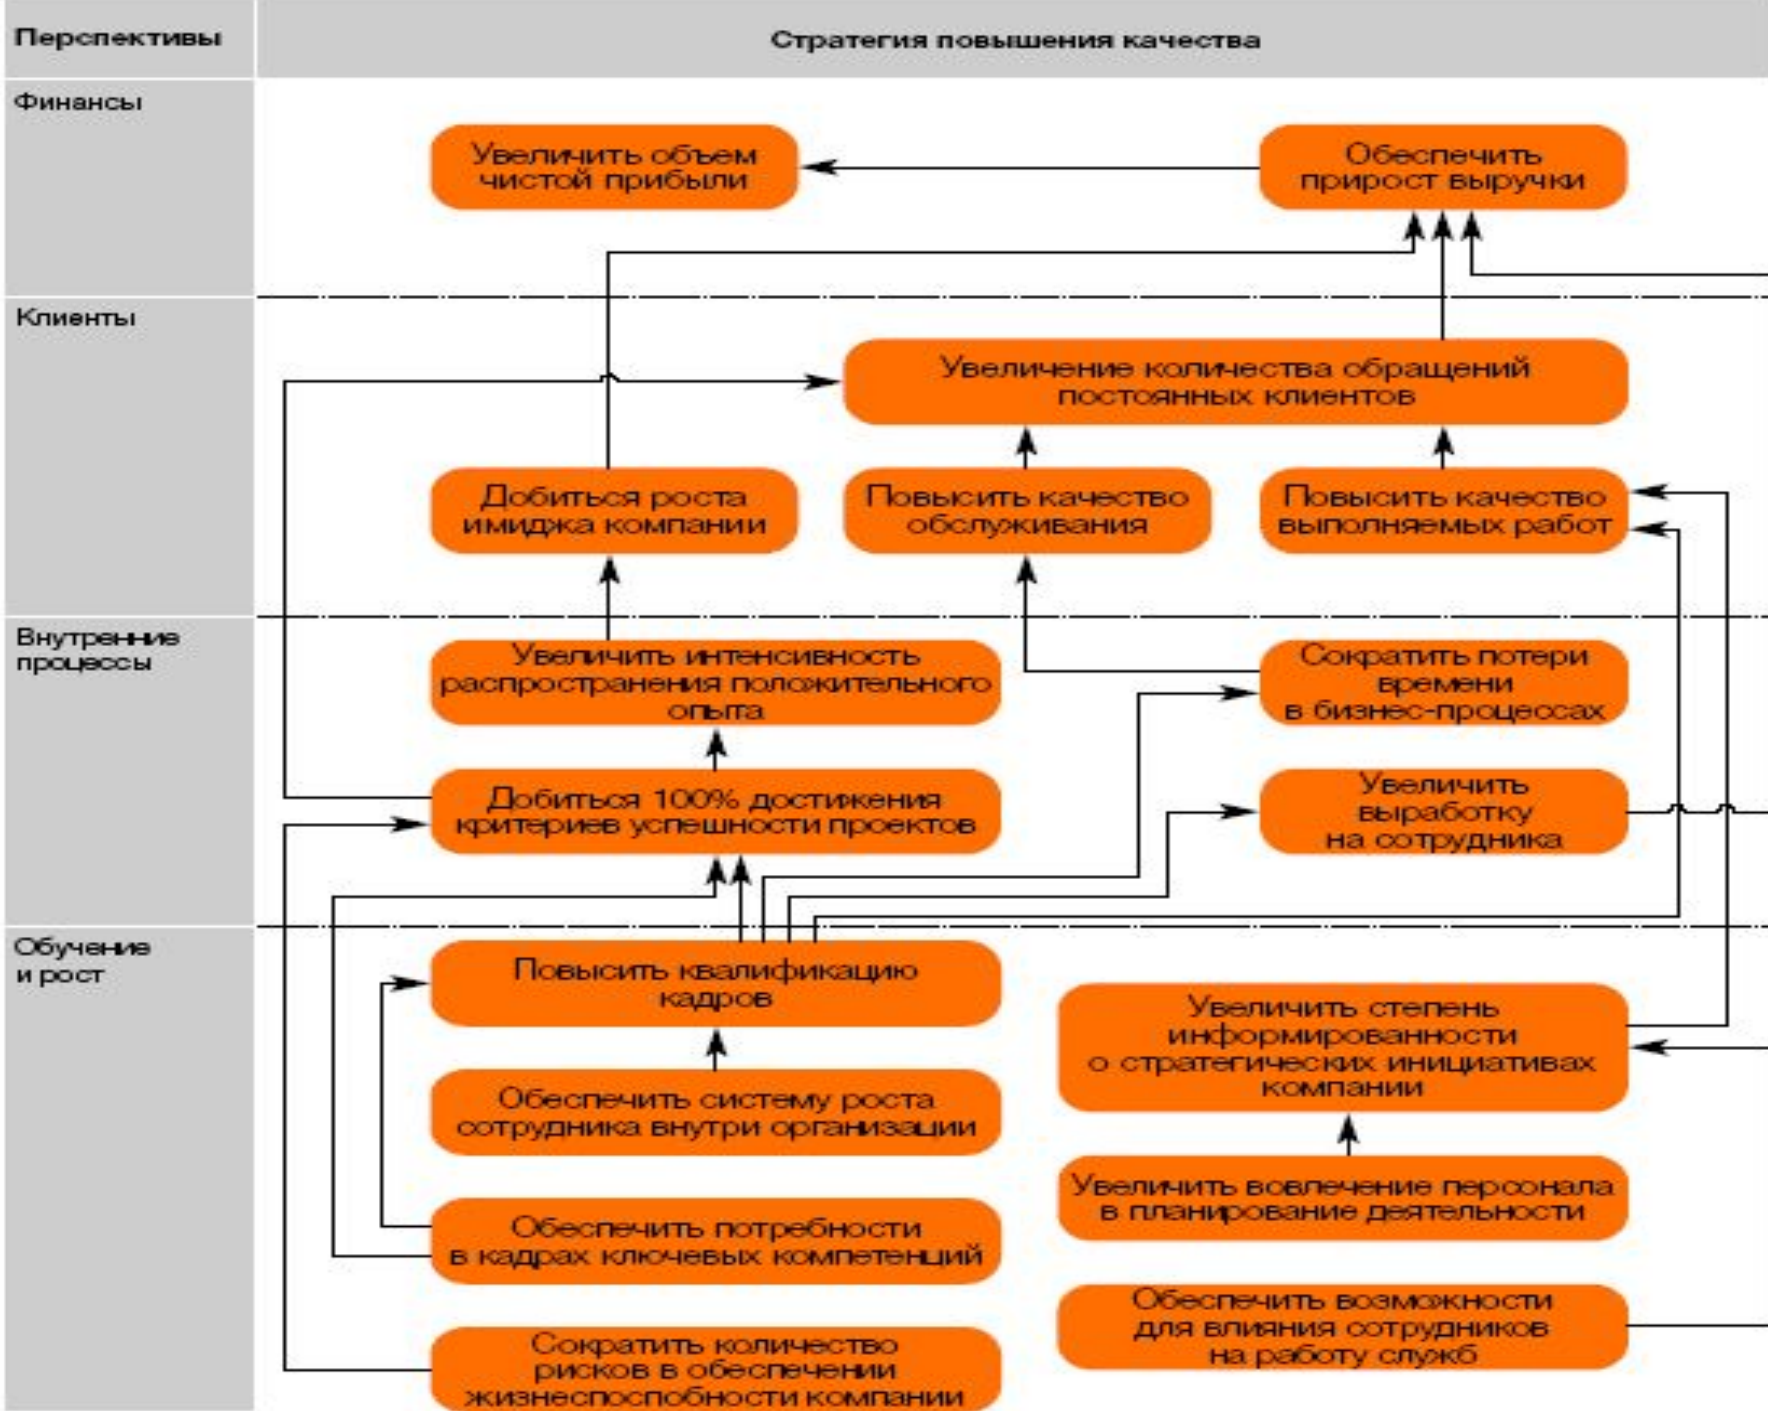 Перспективы
Стратегия повышения качества
Финансы
Увеличить объем
чистой прибыли
Обеспечить
прирост выручки
Клиенты
Увеличение количества обращений
постоянных клиентов
Добиться роста
имиджа компании
Повысить качество
обслуживания
Повысить качество
выполняемых работ
Внутренние
процессы
Увеличить интенсивность
распространения положительного
опыта
Сократить потери
времени
в бизнес-процессах
Добиться 100% достижения
критериев успешности проектов
Увеличить
выработку
на сотрудника
Обучение
и рост
Повысить квалификацию
кадров
Увеличить степень
информированности
о стратегических инициативах
компании
Обеспечить систему роста
сотрудника внутри организации
Увеличить вовлечение персонала
в планирование деятельности
Обеспечить потребности
в кадрах ключевых компетенций
Обеспечить возможности
для влияния сотрудников
на работу служб
Сократить количество
рисков в обеспечении
жизнеспоспобности компании